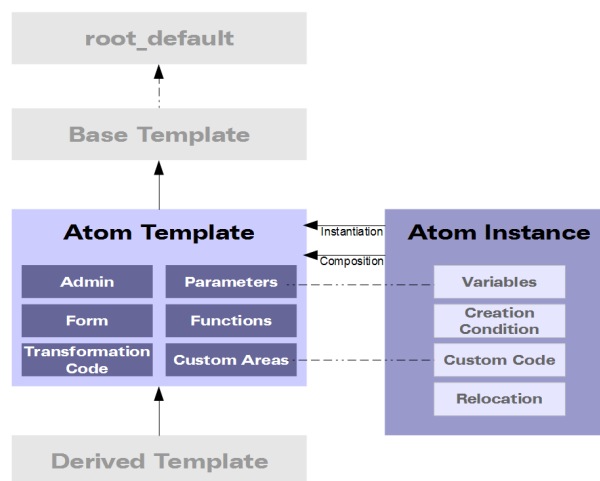 root_default
Base Template
Atom Template
Admin
Parameters
Form
Functions
Transformation
Code
Custom Areas
Instantiation
Composition
Atom Instance
Variables
Creation
Condition
Custom Code
Relocation
Derived Template